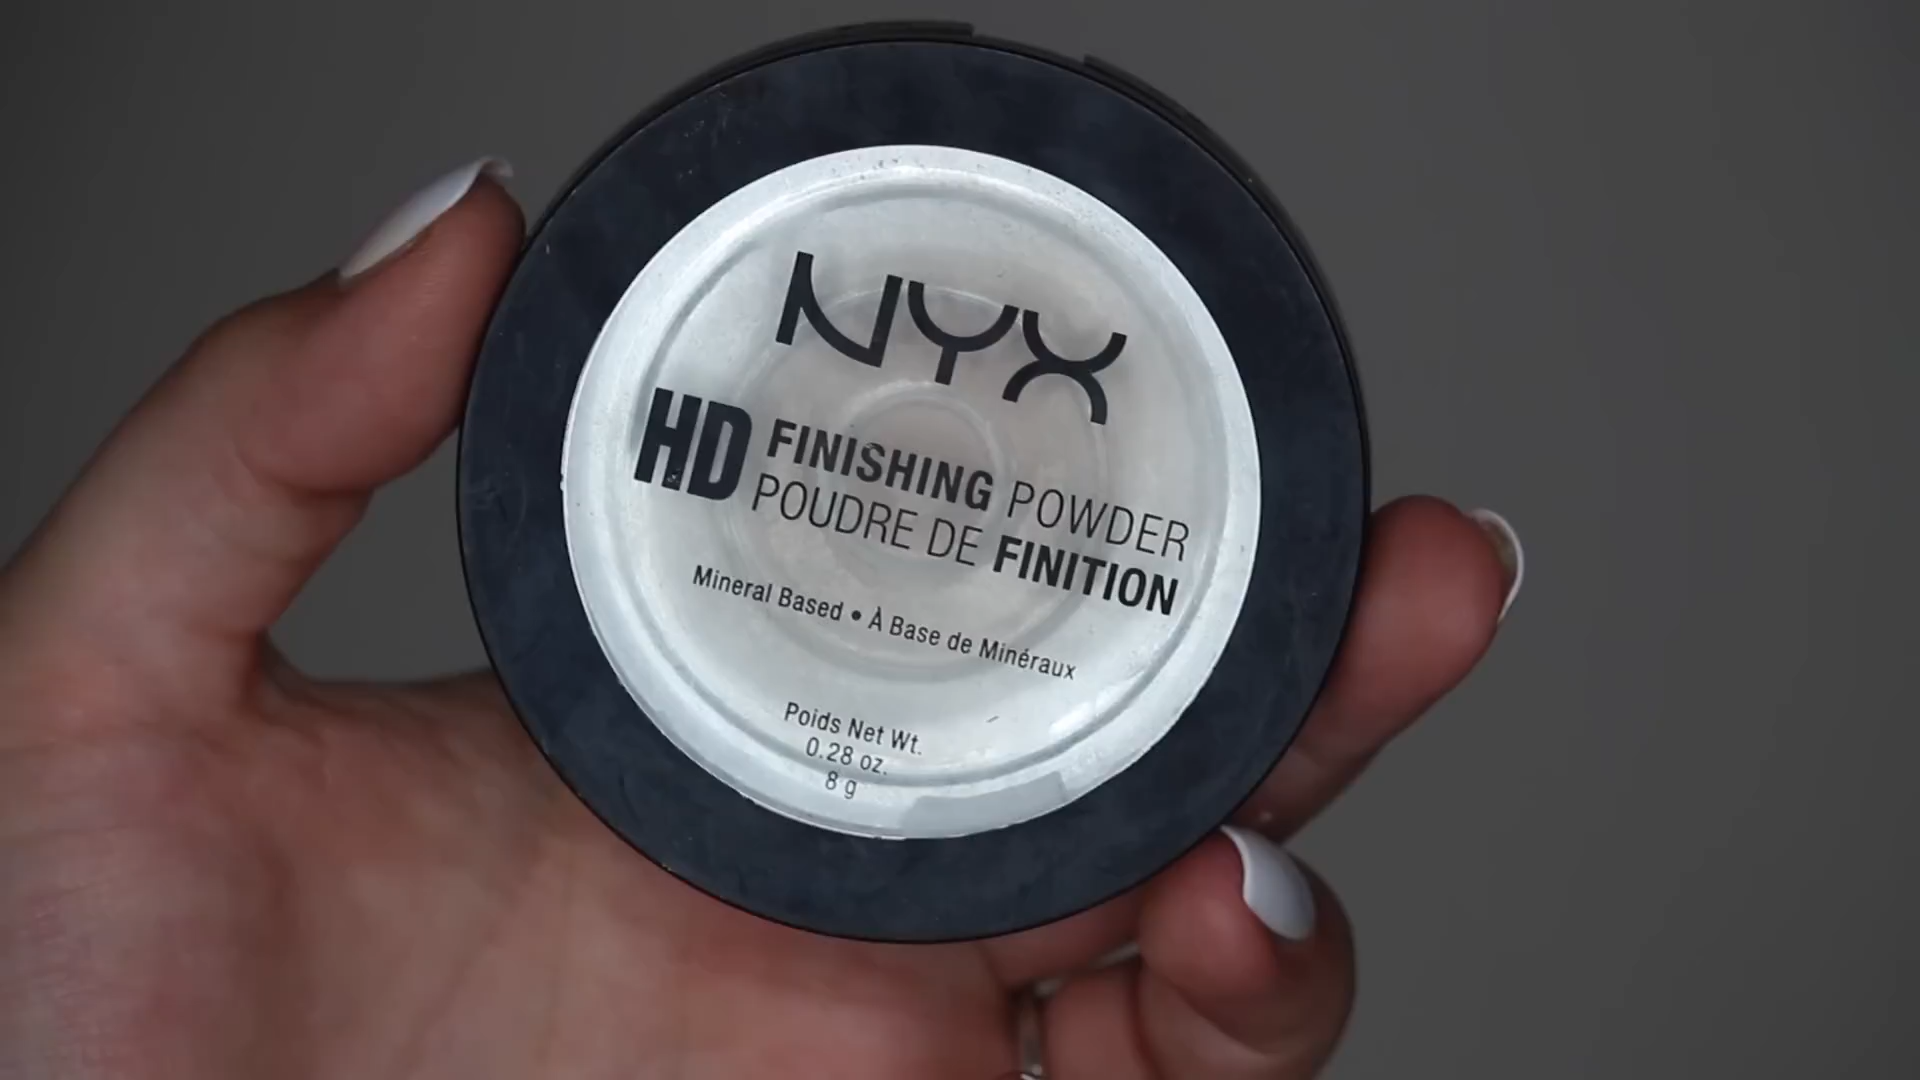 NYX
HD FINISHING POWDER
POUDRE DE FINITION
Mineral Based • À Base de Minéraux
Poids Net Wt.
0.28 oz.
8 g